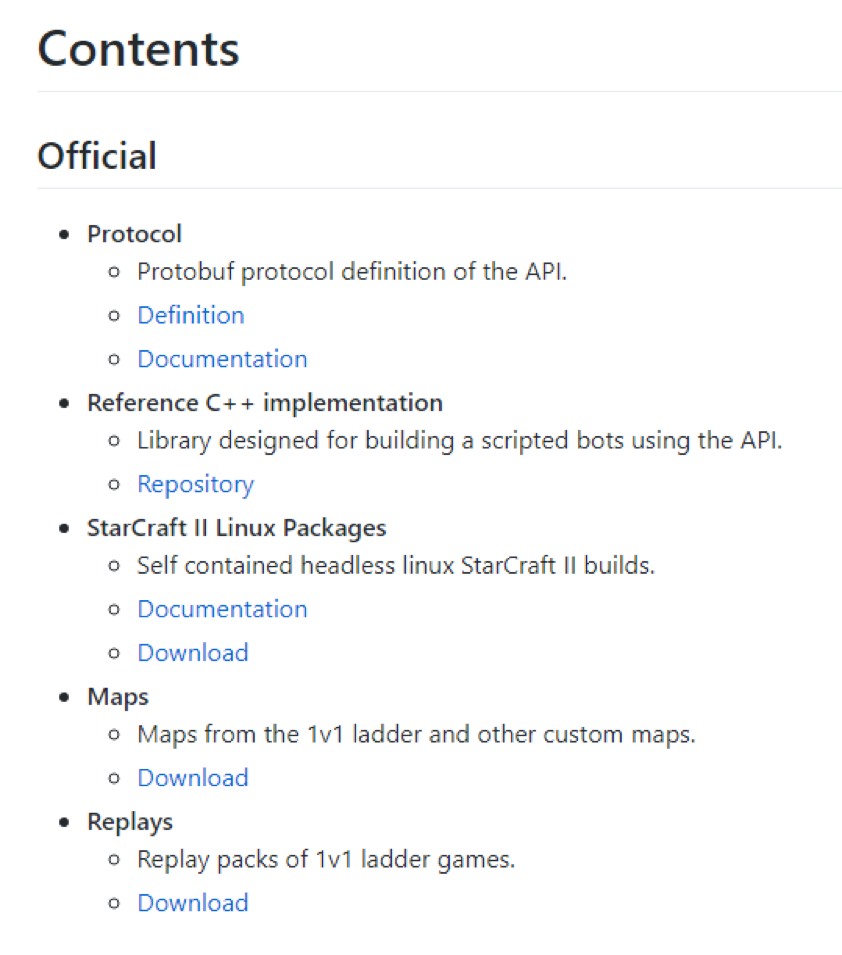 Contents
Official
Protocol
Protobuf protocol definition of the API.
Definition
Documentation
Reference C++ implementation
Library designed for building a scripted bots using the API.
Repository
StarCraft II Linux Packages
Self contained headless linux StarCraft II builds.
Documentation
Download
Maps
Maps from the 1v1 ladder and other custom maps.
Download
Replays
Replay packs of 1v1 ladder games.
Download